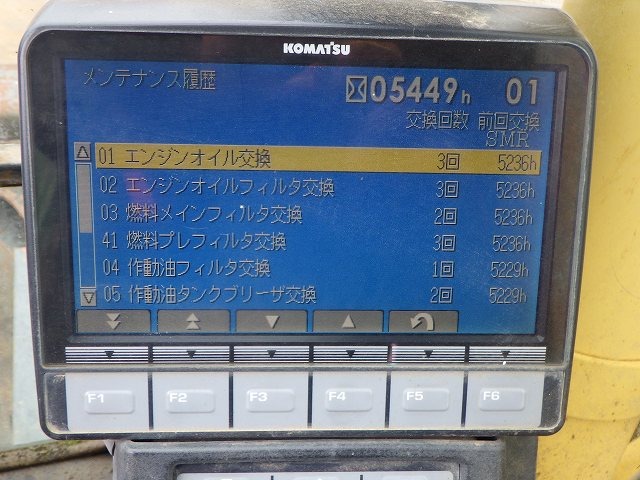 KOMATSU
メンテナンス履歴 05449h 01
交換回数 前回交換
SMR
01 エンジンオイル交換 3回 5236h
02 エンジンオイルフィルタ交換 3回 5236h
03 燃料メインフィルタ交換 2回 5236h
41 燃料プレフィルタ交換 3回 5236h
04 作動油フィルタ交換 1回 5229h
05 作動油タンクブリーザ交換 2回 5229h
F1 F2 F3 F4 F5 F6